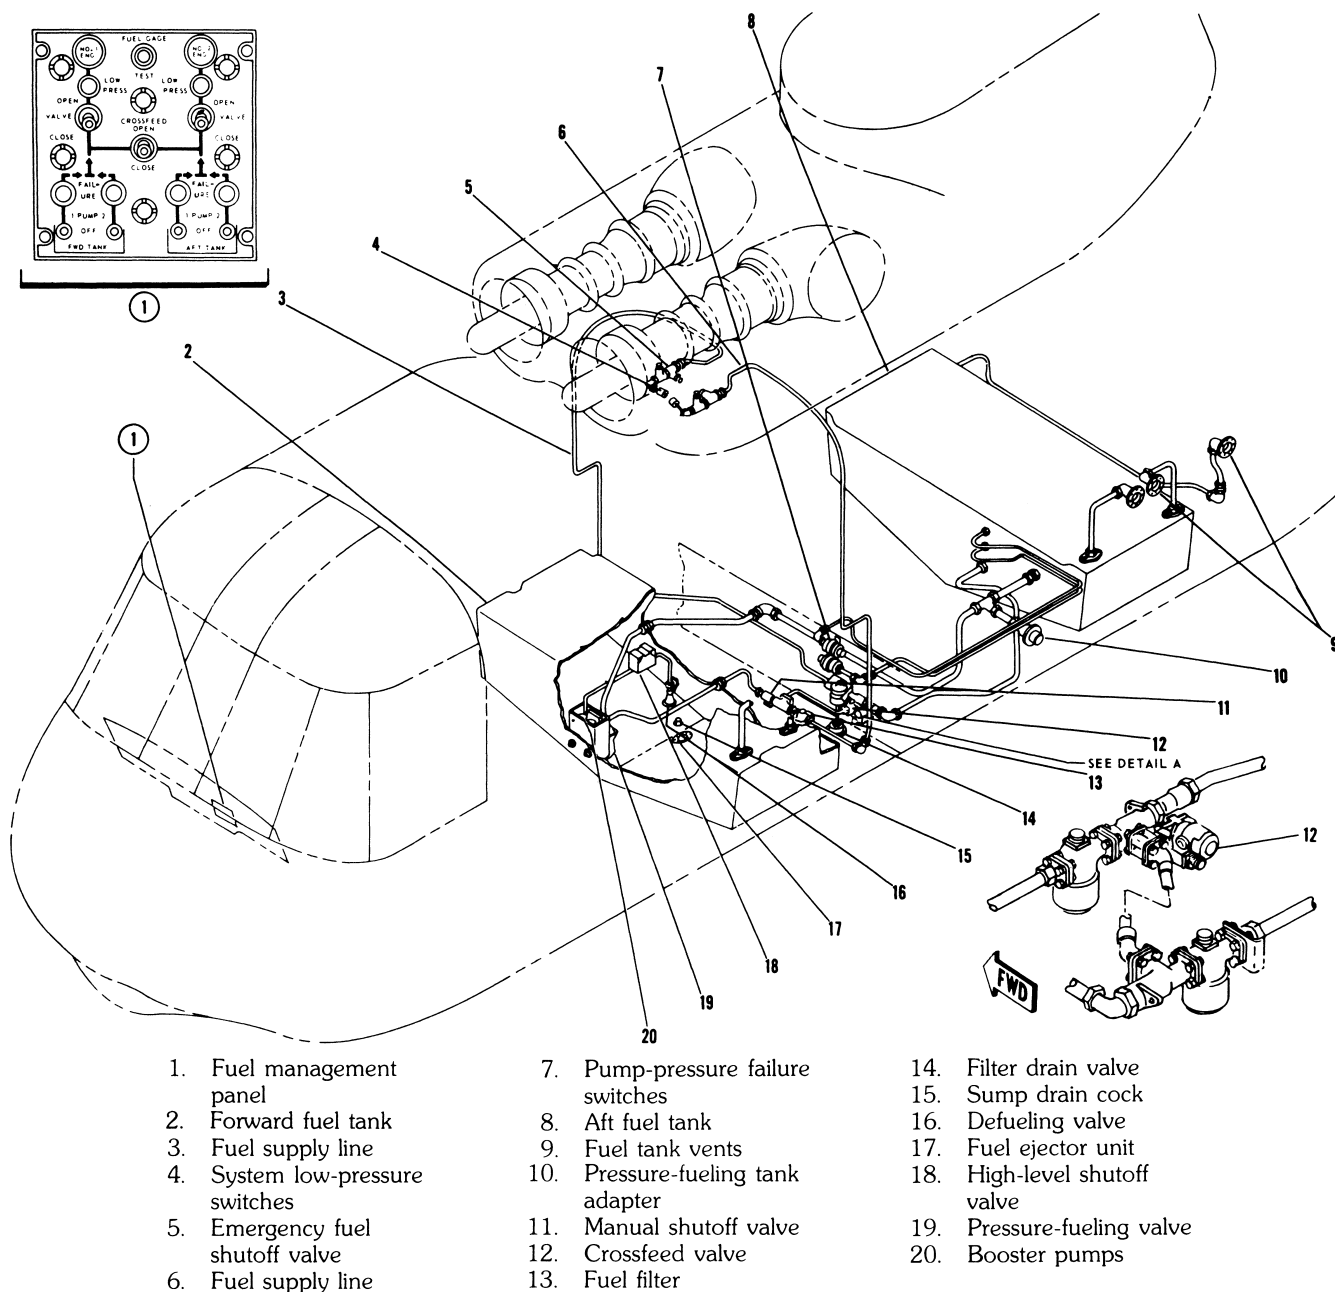 FUEL GAGE
NO. 1 ENG
NO. 2 ENG
TEST
LOW PRESS
LOW PRESS
OPEN
OPEN
VALVE
VALVE
CROSSFEED
OPEN
CLOSE
CLOSE
CLOSE
FAIL-
URE
FAIL-
URE
1 PUMP 2
1 PUMP 2
OFF
OFF
FWD TANK
AFT TANK
1
1
2
3
4
5
6
7
8
9
10
11
12
SEE DETAIL A
13
14
12
15
16
17
18
19
20
FWD
1. Fuel management
panel
2. Forward fuel tank
3. Fuel supply line
4. System low-pressure
switches
5. Emergency fuel
shutoff valve
6. Fuel supply line
7. Pump-pressure failure
switches
8. Aft fuel tank
9. Fuel tank vents
10. Pressure-fueling tank
adapter
11. Manual shutoff valve
12. Crossfeed valve
13. Fuel filter
14. Filter drain valve
15. Sump drain cock
16. Defueling valve
17. Fuel ejector unit
18. High-level shutoff
valve
19. Pressure-fueling valve
20. Booster pumps